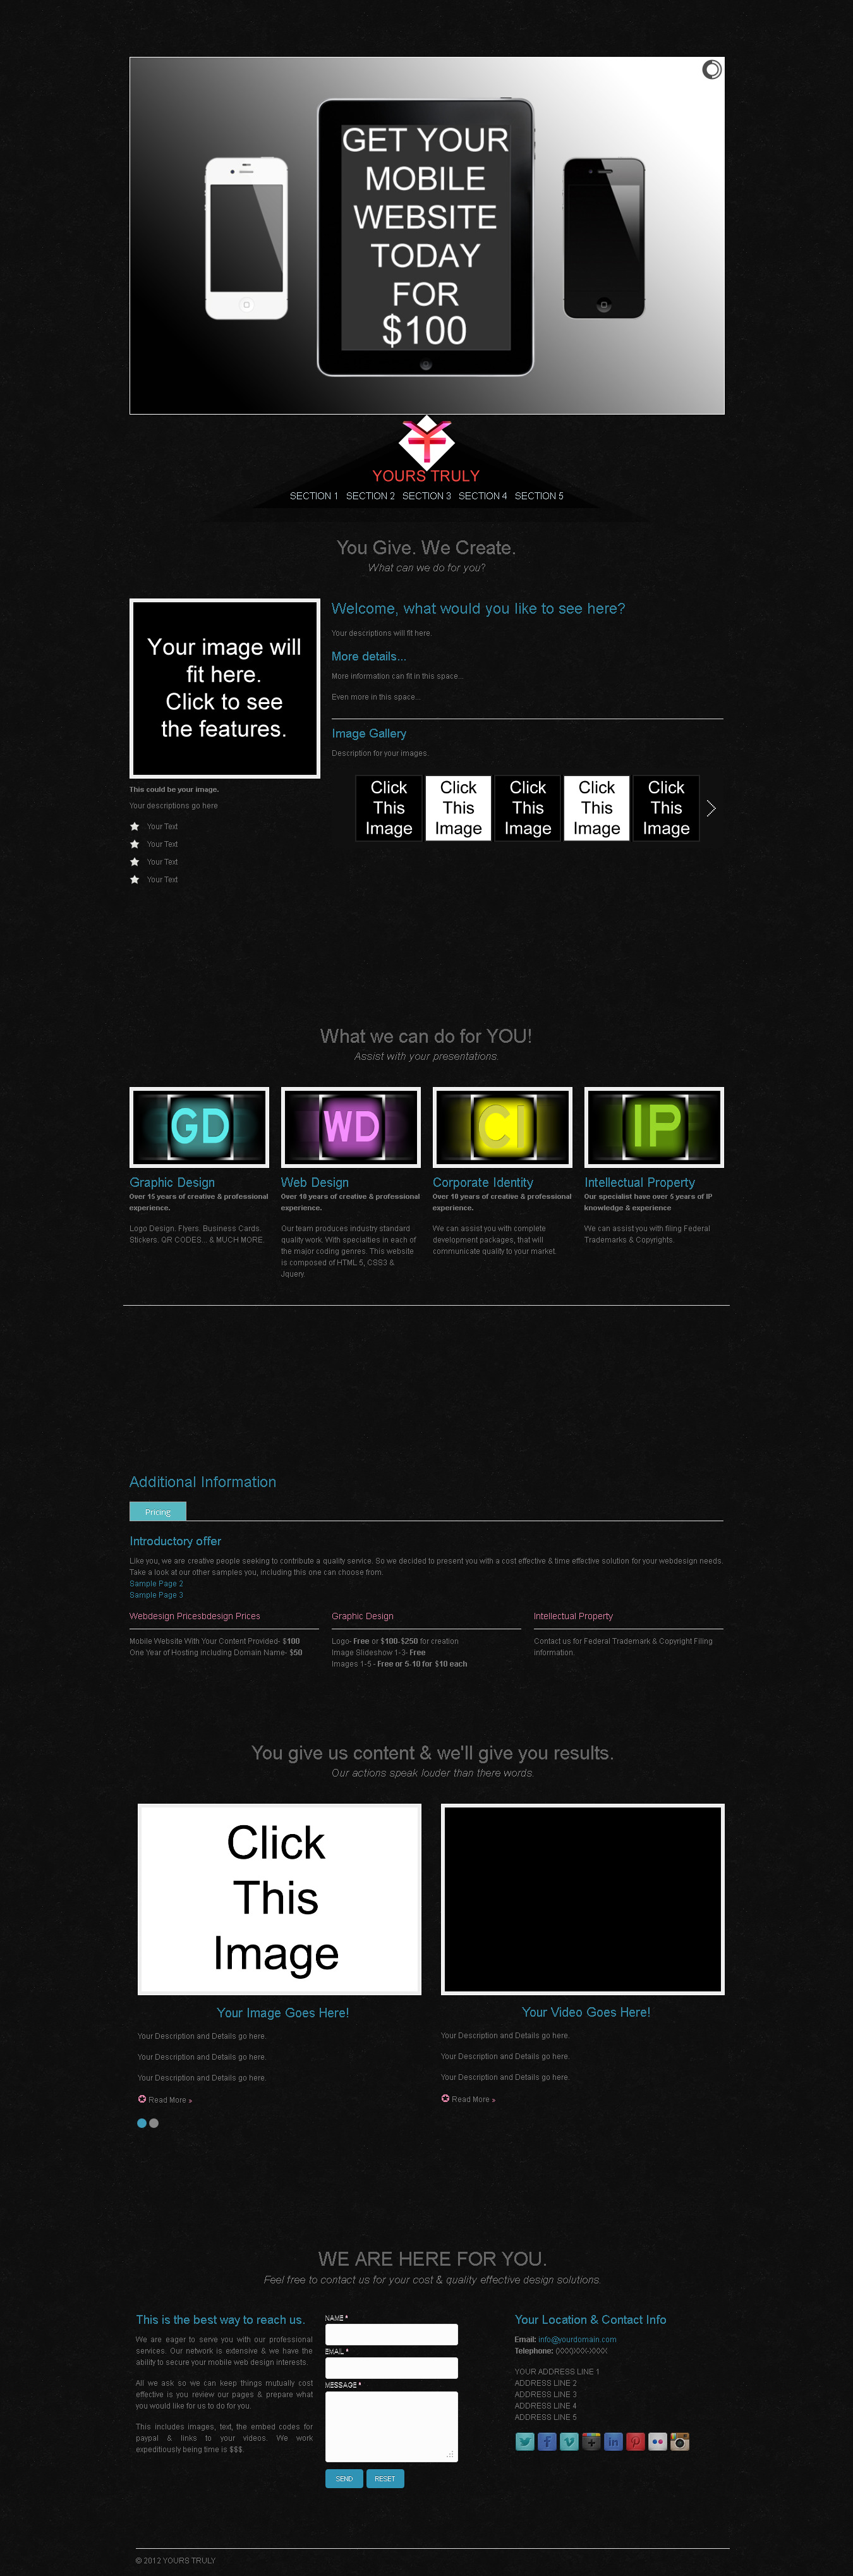 GET YOUR
MOBILE
WEBSITE
TODAY
FOR
$100
YOURS TRULY
SECTION 1 SECTION 2 SECTION 3 SECTION 4 SECTION 5
You Give. We Create.
What can we do for you?
Your image will
fit here.
Click to see
the features.
This could be your image.
Your descriptions go here
Your Text
Your Text
Your Text
Your Text
Welcome, what would you like to see here?
Your descriptions will fit here.
More details...
More information can fit in this space...
Even more in this space...
Image Gallery
Description for your images.
Click
This
Image
Click
This
Image
Click
This
Image
Click
This
Image
Click
This
Image
What we can do for YOU!
Assist with your presentations.
GD
Graphic Design
Over 15 years of creative & professional
experience.
Logo Design. Flyers. Business Cards.
Stickers. QR CODES... & MUCH MORE.
WD
Web Design
Over 10 years of creative & professional
experience.
Our team produces industry standard
quality work. With specialties in each of
the major coding genres. This website
is composed of HTML 5, CSS3 &
Jquery.
CI
Corporate Identity
Over 10 years of creative & professional
experience.
We can assist you with complete
development packages, that will
communicate quality to your market.
IP
Intellectual Property
Our specialist have over 5 years of IP
knowledge & experience
We can assist you with filing Federal
Trademarks & Copyrights.
Additional Information
Pricing
Introductory offer
Like you, we are creative people seeking to contribute a quality service. So we decided to present you with a cost effective & time effective solution for your webdesign needs.
Take a look at our other samples you, including this one can choose from.
Sample Page 2
Sample Page 3
Webdesign Pricesbdesign Prices
Mobile Website With Your Content Provided- $100
One Year of Hosting including Domain Name- $50
Graphic Design
Logo- Free or $100-$250 for creation
Image Slideshow 1-3- Free
Images 1-5 - Free or 5-10 for $10 each
Intellectual Property
Contact us for Federal Trademark & Copyright Filing
information.
You give us content & we'll give you results.
Our actions speak louder than there words.
Click
This
Image
Your Image Goes Here!
Your Description and Details go here.
Your Description and Details go here.
Your Description and Details go here.
Read More »
Your Video Goes Here!
Your Description and Details go here.
Your Description and Details go here.
Your Description and Details go here.
Read More »
WE ARE HERE FOR YOU.
Feel free to contact us for your cost & quality effective design solutions.
This is the best way to reach us.
We are eager to serve you with our professional
services. Our network is extensive & we have the
ability to secure your mobile web design interests.
All we ask so we can keep things mutually cost
effective is you review our pages & prepare what
you would like for us to do for you.
This includes images, text, the embed codes for
paypal & links to your videos. We work
expeditiously being time is $$$.
NAME *
EMAIL *
MESSAGE *
SEND RESET
Your Location & Contact Info
Email: info@yourdomain.com
Telephone: (XXX)XXX-XXXX
YOUR ADDRESS LINE 1
ADDRESS LINE 2
ADDRESS LINE 3
ADDRESS LINE 4
ADDRESS LINE 5
© 2012 YOURS TRULY